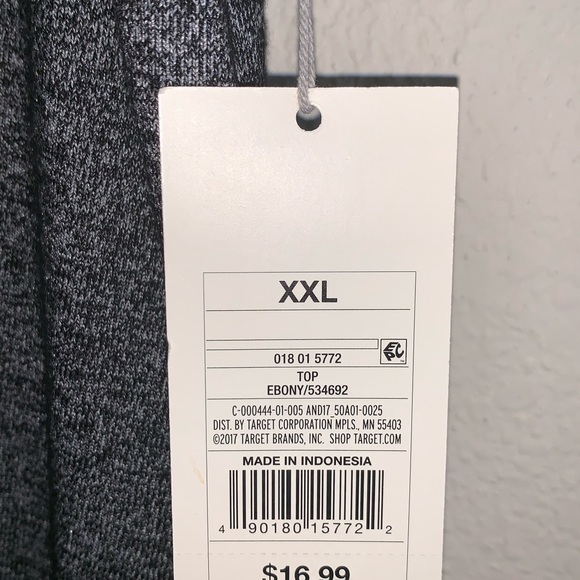 XXL
018 01 5772
EPC
TOP
EBONY/534692
C-000444-01-005 AND17_50A01-0025
DIST. BY TARGET CORPORATION MPLS., MN 55403
©2017 TARGET BRANDS, INC. SHOP TARGET.COM
MADE IN INDONESIA
4 90180 15772 2
$16.99